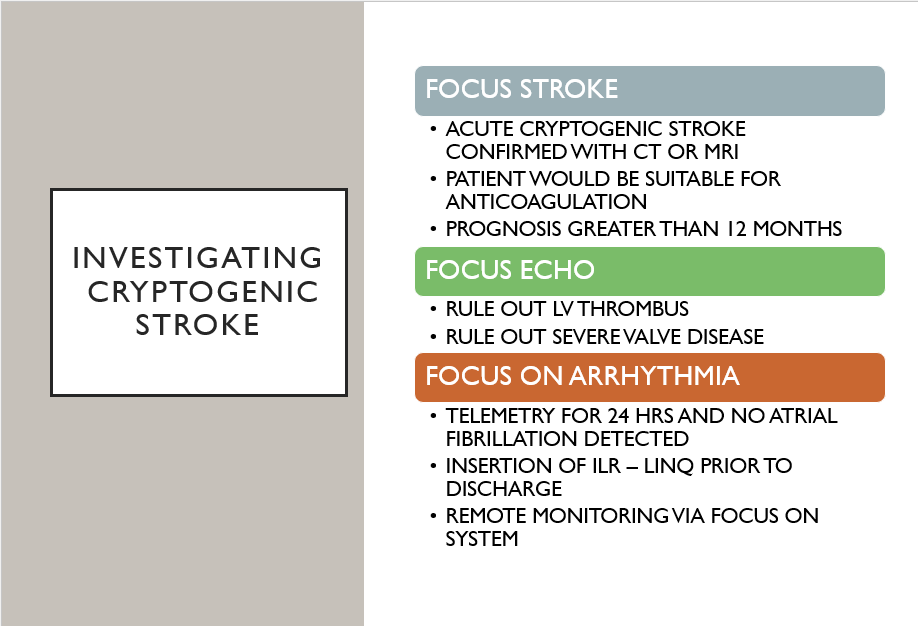 INVESTIGATING
CRYPTOGENIC
STROKE
FOCUS STROKE
• ACUTE CRYPTOGENIC STROKE
CONFIRMED WITH CT OR MRI
• PATIENT WOULD BE SUITABLE FOR
ANTICOAGULATION
• PROGNOSIS GREATER THAN 12 MONTHS
FOCUS ECHO
• RULE OUT LV THROMBUS
• RULE OUT SEVERE VALVE DISEASE
FOCUS ON ARRHYTHMIA
• TELEMETRY FOR 24 HRS AND NO ATRIAL
FIBRILLATION DETECTED
• INSERTION OF ILR – LINQ PRIOR TO
DISCHARGE
• REMOTE MONITORING VIA FOCUS ON
SYSTEM